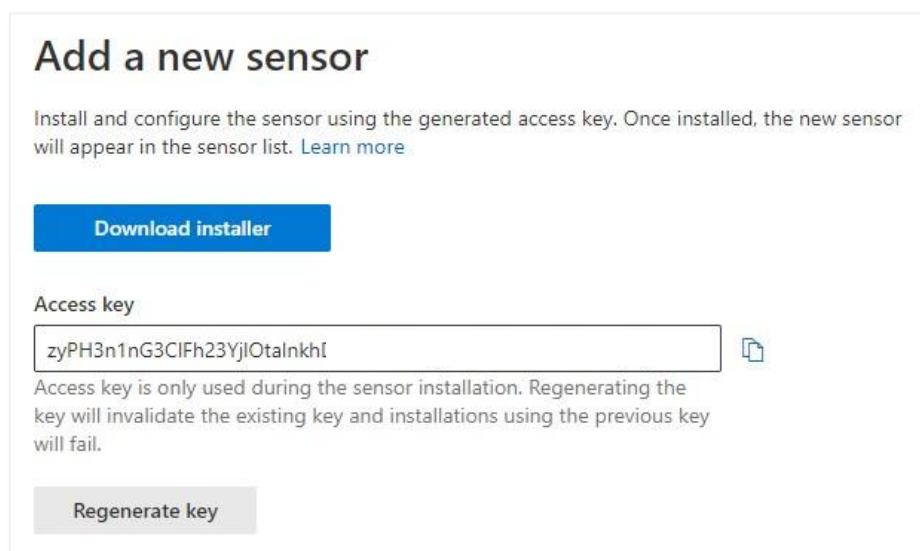 Add a new sensor
Install and configure the sensor using the generated access key. Once installed, the new sensor
will appear in the sensor list. Learn more
Download installer
Access key
Access key is only used during the sensor installation. Regenerating the
key will invalidate the existing key and installations using the previous key
will fail.
Regenerate key